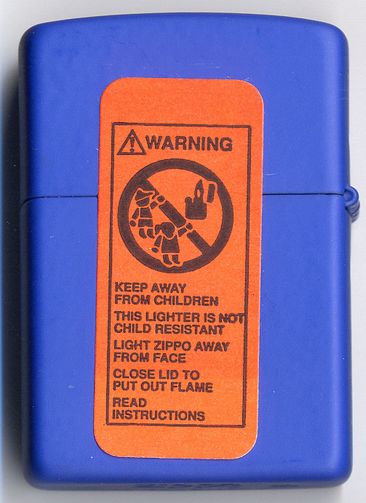 WARNING
KEEP AWAY
FROM CHILDREN
THIS LIGHTER IS NOT
CHILD RESISTANT
LIGHT ZIPPO AWAY
FROM FACE
CLOSE LID TO
PUT OUT FLAME
READ
INSTRUCTIONS